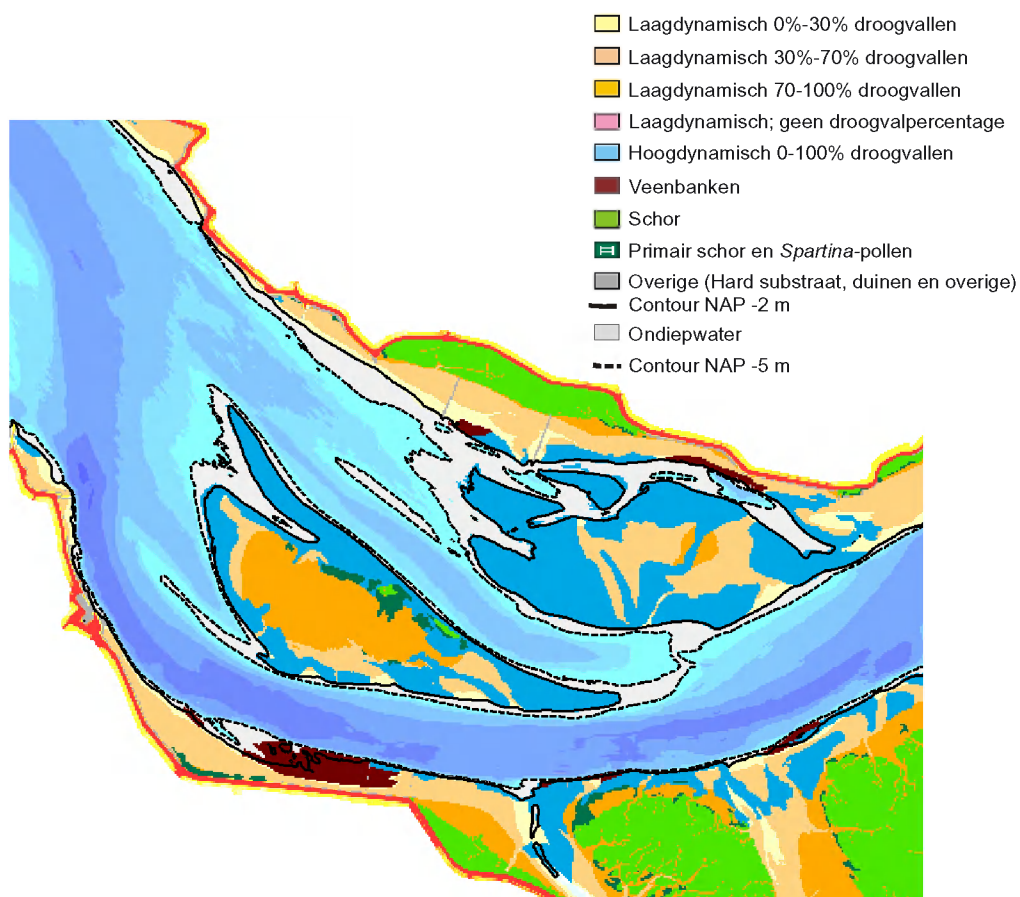 Laagdynamisch 0%-30% droogvallen
Laagdynamisch 30%-70% droogvallen
Laagdynamisch 70-100% droogvallen
Laagdynamisch; geen droogvalpercentage
Hoogdynamisch 0-100% droogvallen
Veenbanken
Schor
Primair schor en Spartina-pollen
Overige (Hard substraat, duinen en overige)
Contour NAP -2 m
Ondiepwater
Contour NAP -5 m